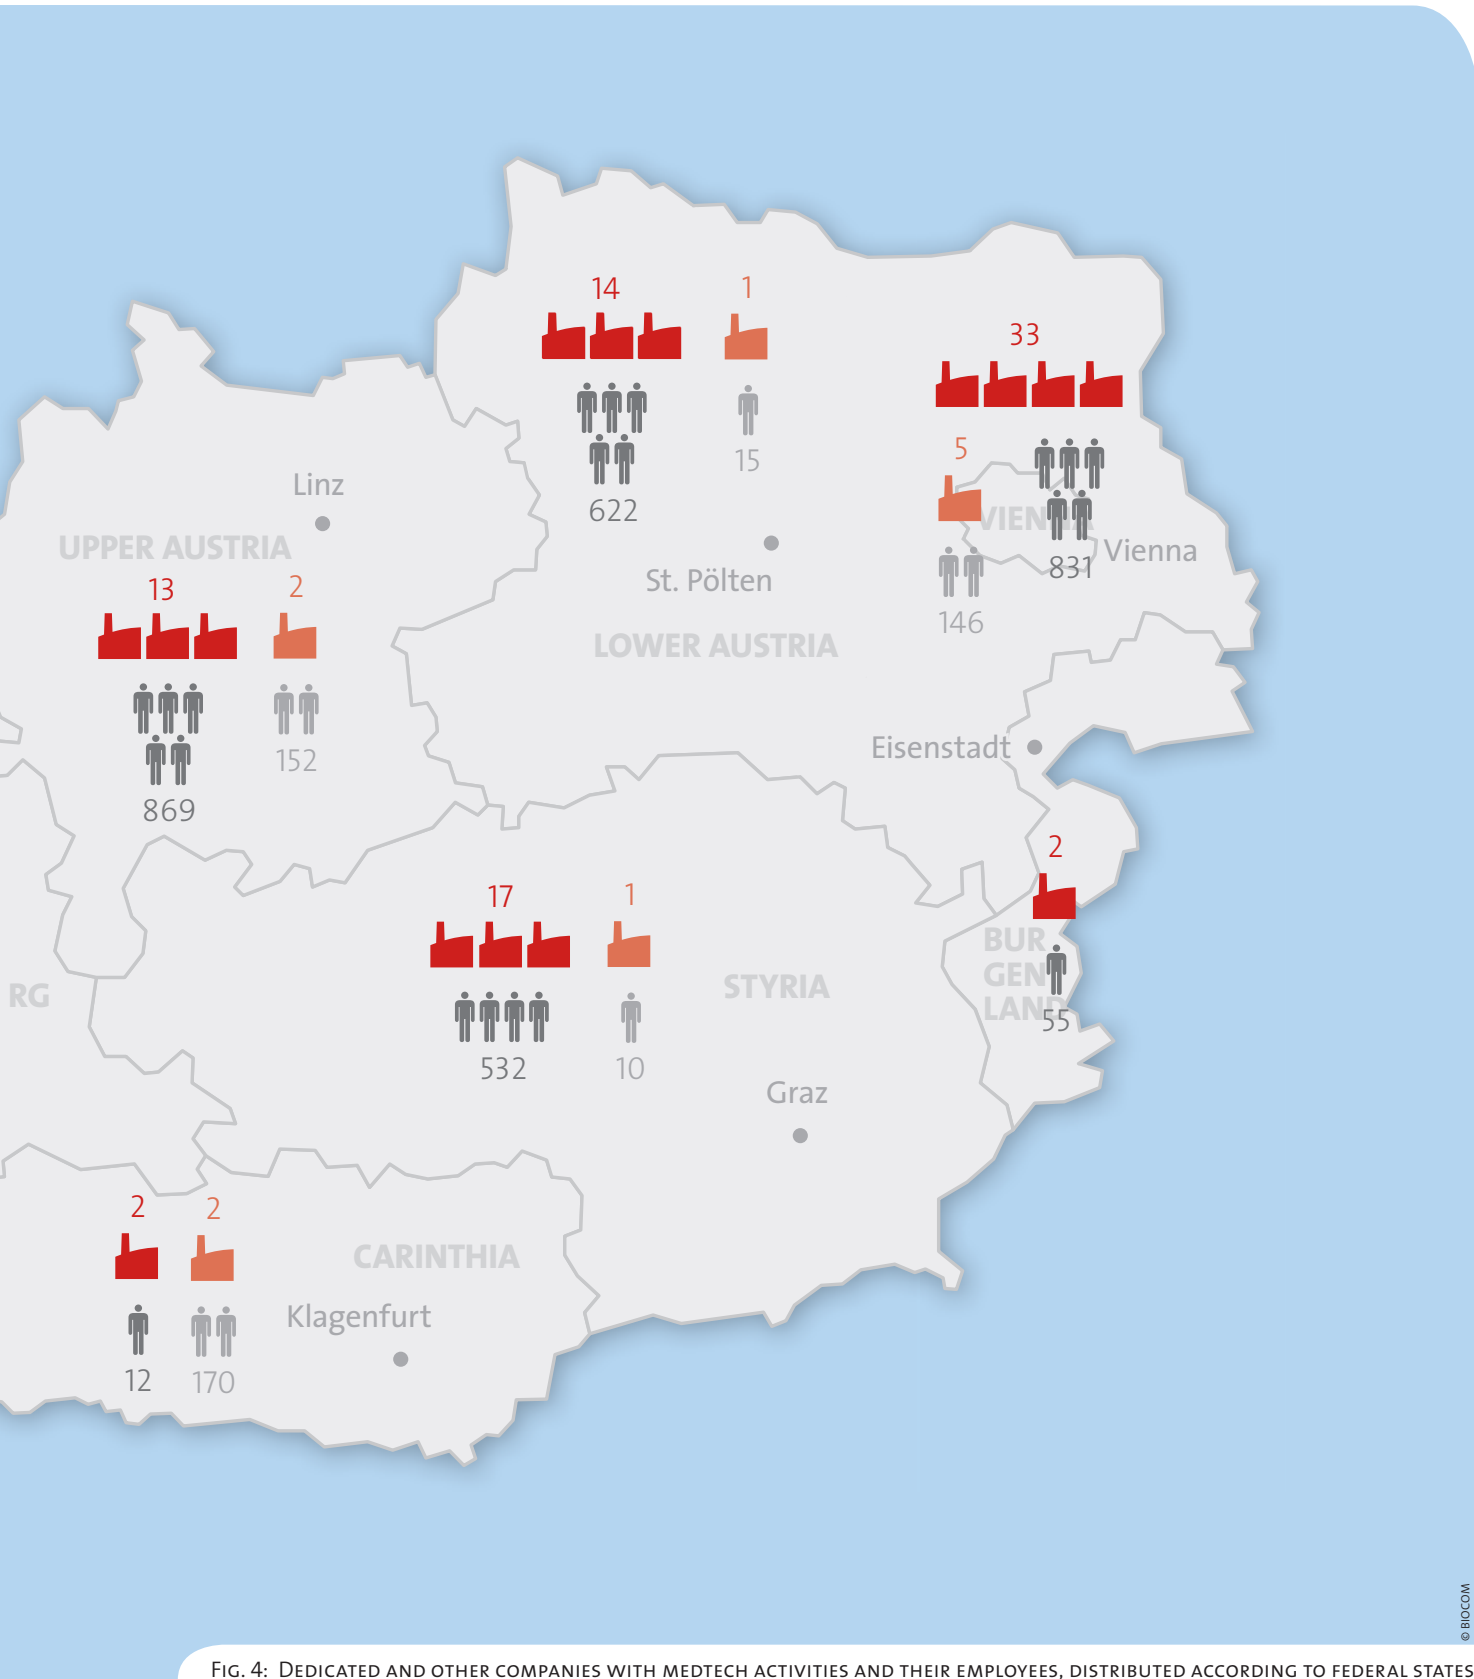 14
1
33
622
15
5
VIENNA
831
Vienna
146
Linz
UPPER AUSTRIA
13
2
869
152
St. Pölten
LOWER AUSTRIA
Eisenstadt
2
BUR
GEN
LAND
55
17
1
532
10
STYRIA
Graz
RG
2
2
12
170
CARINTHIA
Klagenfurt
© BIOCOM
Fig. 4: Dedicated and other companies with medtech activities and their employees, distributed according to federal states